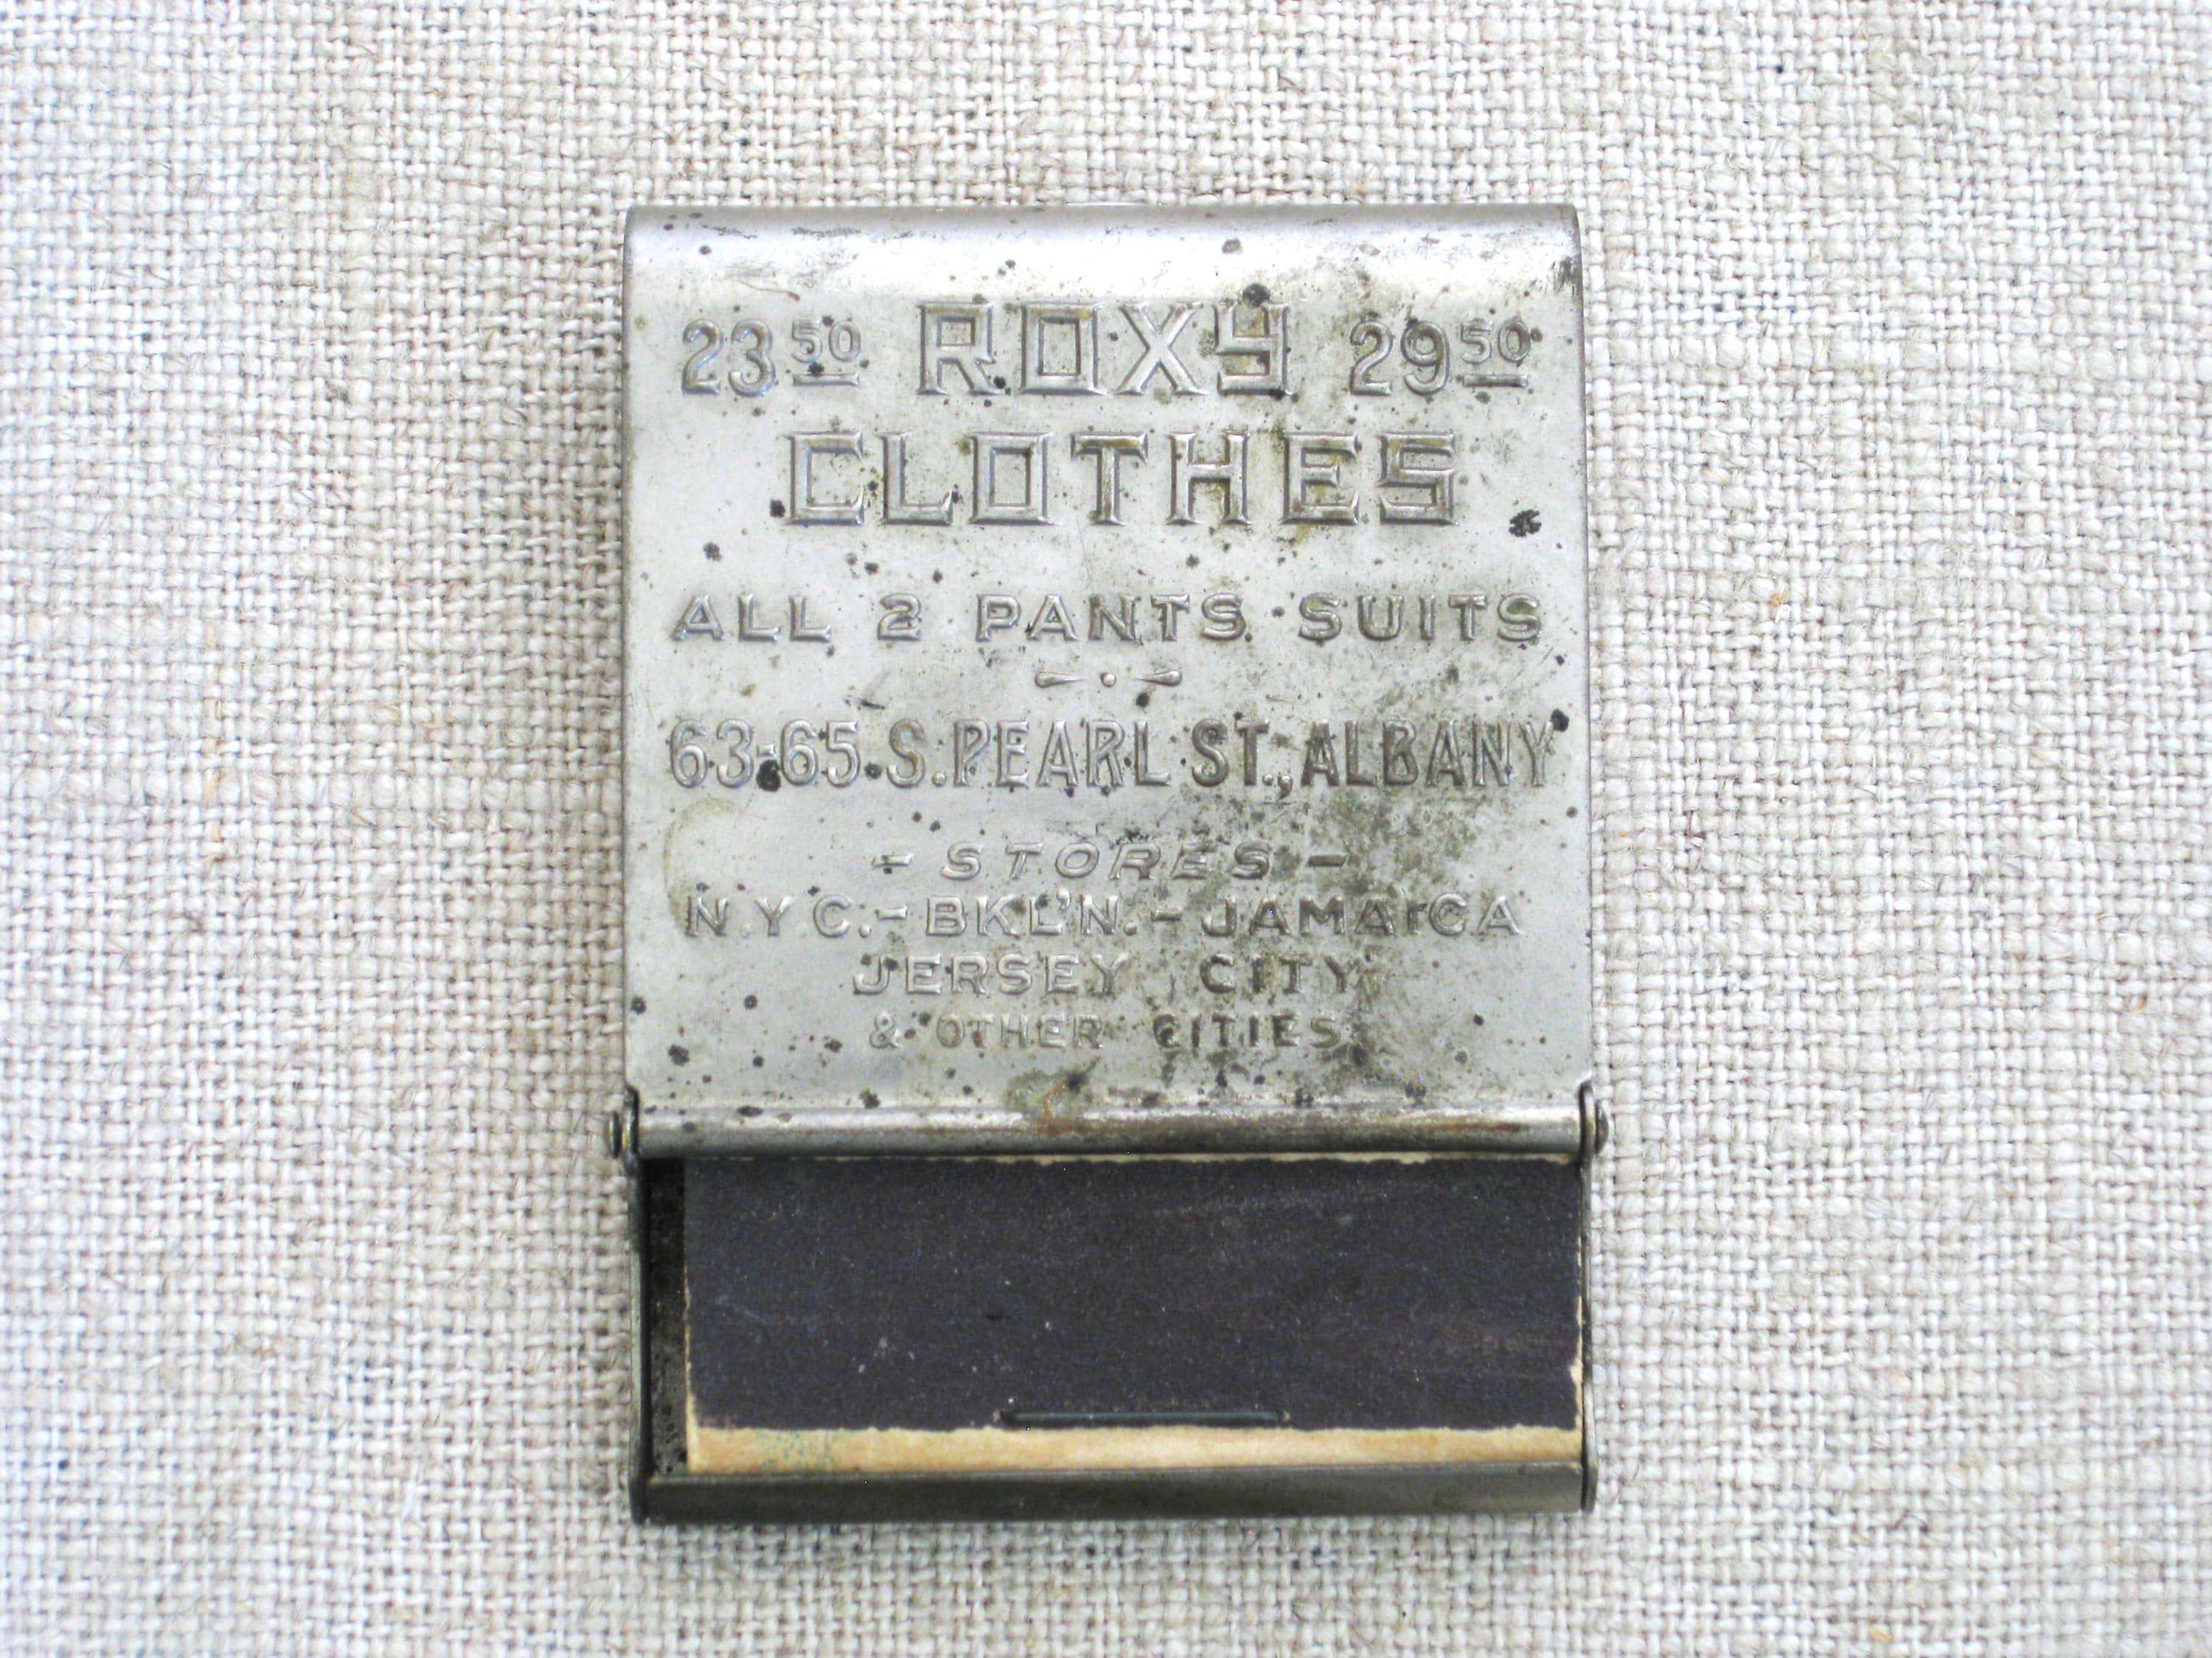 23 50 ROXY 29 50
CLOTHES
ALL 2 PANTS SUITS
63-65 S. PEARL ST., ALBANY
- STORES -
N.Y.C. - BKL'N. - JAMAICA
JERSEY CITY
& OTHER CITIES